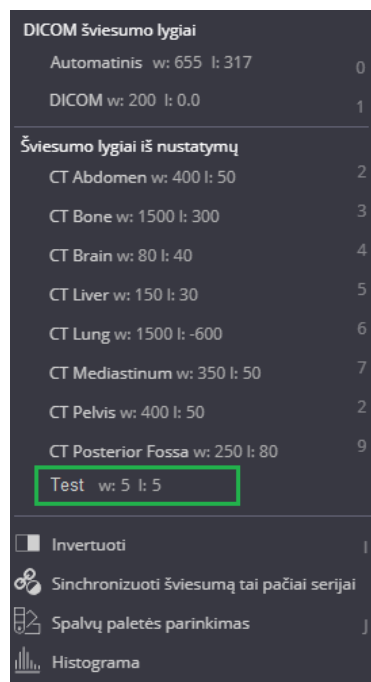 DICOM šviesumo lygiai
Automatinis w: 655 l: 317 0
DICOM w: 200 l: 0.0 1
Šviesumo lygiai iš nustatymų
CT Abdomen w: 400 l: 50 2
CT Bone w: 1500 l: 300 3
CT Brain w: 80 l: 40 4
CT Liver w: 150 l: 30 5
CT Lung w: 1500 l: -600 6
CT Mediastinum w: 350 l: 50 7
CT Pelvis w: 400 l: 50 2
CT Posterior Fossa w: 250 l: 80 9
Test w: 5 l: 5
Invertuoti I
Sinchronizuoti šviesumą tai pačiai serijai
Spalvų paletės parinkimas J
Histograma